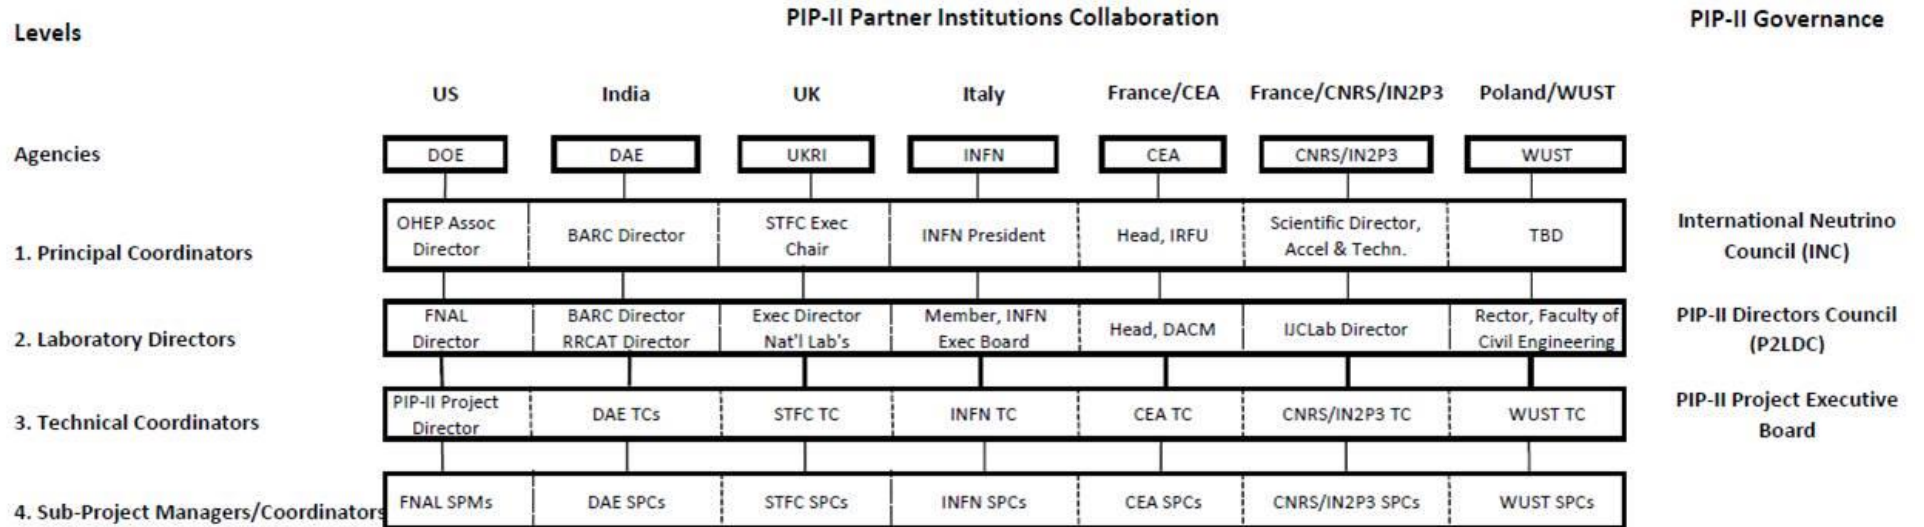 PIP-II Partner Institutions Collaboration
PIP-II Governance
Levels
US India UK Italy France/CEA France/CNRS/IN2P3 Poland/WUST
Agencies
DOE DAE UKRI INFN CEA CNRS/IN2P3 WUST
1. Principal Coordinators
OHEP Assoc
Director
BARC Director
STFC Exec
Chair
INFN President
Head, IRFU
Scientific Director,
Accel & Techn.
TBD
International Neutrino
Council (INC)
2. Laboratory Directors
FNAL
Director
BARC Director
RRCAT Director
Exec Director
Nat'l Lab's
Member, INFN
Exec Board
Head, DACM
IJCLab Director
Rector, Faculty of
Civil Engineering
PIP-II Directors Council
(P2LDC)
3. Technical Coordinators
PIP-II Project
Director
DAE TCs
STFC TC
INFN TC
CEA TC
CNRS/IN2P3 TC
WUST TC
PIP-II Project Executive
Board
4. Sub-Project Managers/Coordinators
FNAL SPMs
DAE SPCs
STFC SPCs
INFN SPCs
CEA SPCs
CNRS/IN2P3 SPCs
WUST SPCs